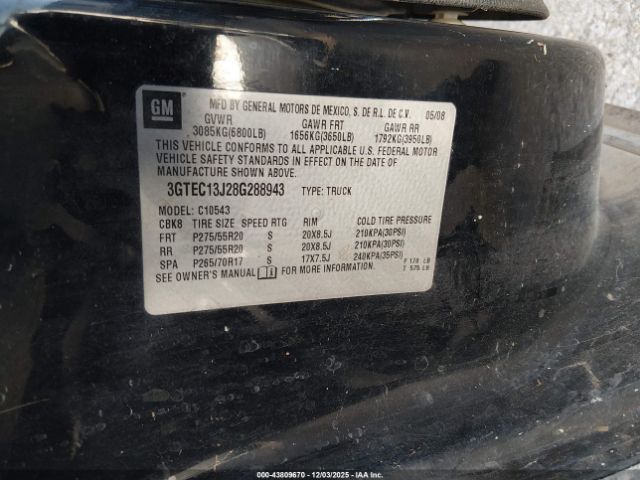 GM
MFD BY GENERAL MOTORS DE MEXICO, S. DE R.L. DE C.V. 05/08
GVWR GAWR FRT GAWR RR
3085KG(6800LB) 1656KG(3650LB) 1792KG(3950LB)
THIS VEHICLE CONFORMS TO ALL APPLICABLE U.S. FEDERAL MOTOR
VEHICLE SAFETY STANDARDS IN EFFECT ON THE DATE OF
MANUFACTURE SHOWN ABOVE.
3GTEC13J28G288943 TYPE: TRUCK
MODEL: C10543
CBK8 TIRE SIZE SPEED RTG RIM COLD TIRE PRESSURE
FRT P275/55R20 S 20X8.5J 210KPA(30PSI)
RR P275/55R20 S 20X8.5J 210KPA(30PSI)
SPA P265/70R17 S 17X7.5J 240KPA(35PSI)
SEE OWNER'S MANUAL FOR MORE INFORMATION.
F 178 LB
T 575 LB
000-43809670 - 12/03/2025 - IAA Inc.